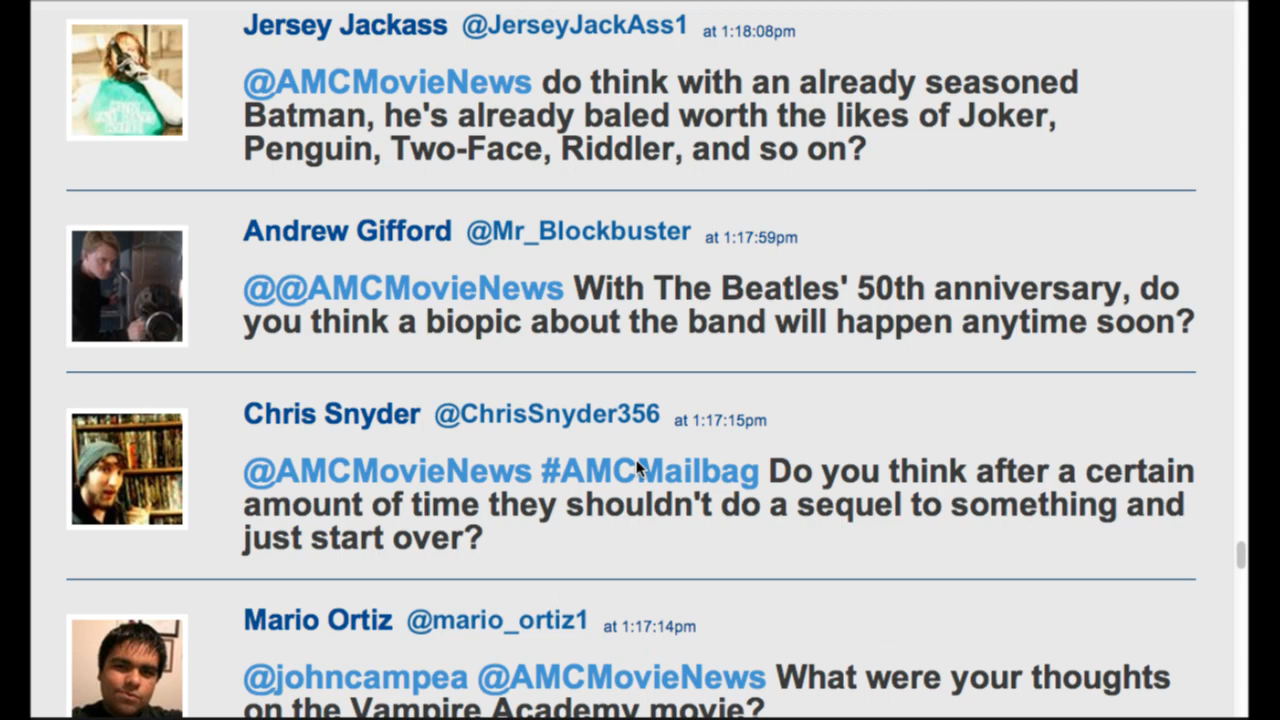 Jersey Jackass @JerseyJackAss1 at 1:18:08pm
@AMCMovieNews do think with an already seasoned
Batman, he's already baled worth the likes of Joker,
Penguin, Two-Face, Riddler, and so on?
Andrew Gifford @Mr_Blockbuster at 1:17:59pm
@@AMCMovieNews With The Beatles' 50th anniversary, do
you think a biopic about the band will happen anytime soon?
Chris Snyder @ChrisSnyder356 at 1:17:15pm
@AMCMovieNews #AMCMailbag Do you think after a certain
amount of time they shouldn't do a sequel to something and
just start over?
Mario Ortiz @mario_ortiz1 at 1:17:14pm
@johncampea @AMCMovieNews What were your thoughts
on the Vampire Academy movie?